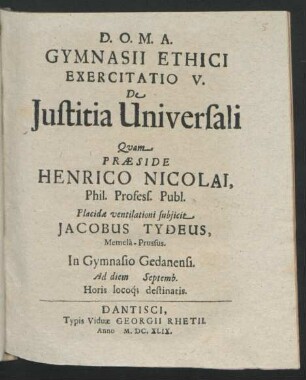 D. O. M. A.
GYMNASII ETHICI
EXERCITATIO V.
De
Juſtitia Univerſali
Qvam
PRÆSIDE
HENRICO NICOLAI,
Phil. Profeſſ. Publ.
Placidæ ventilationi ſubjicit
JACOBUS TYDEUS,
Memelâ-Pruſſus.
In Gymnaſio Gedanenſi.
Ad diem Septemb.
Horis locoq; deſtinatis.
DANTISCI,
Typis Viduæ GEORGII RHETII.
Anno M. DC. XLIX.